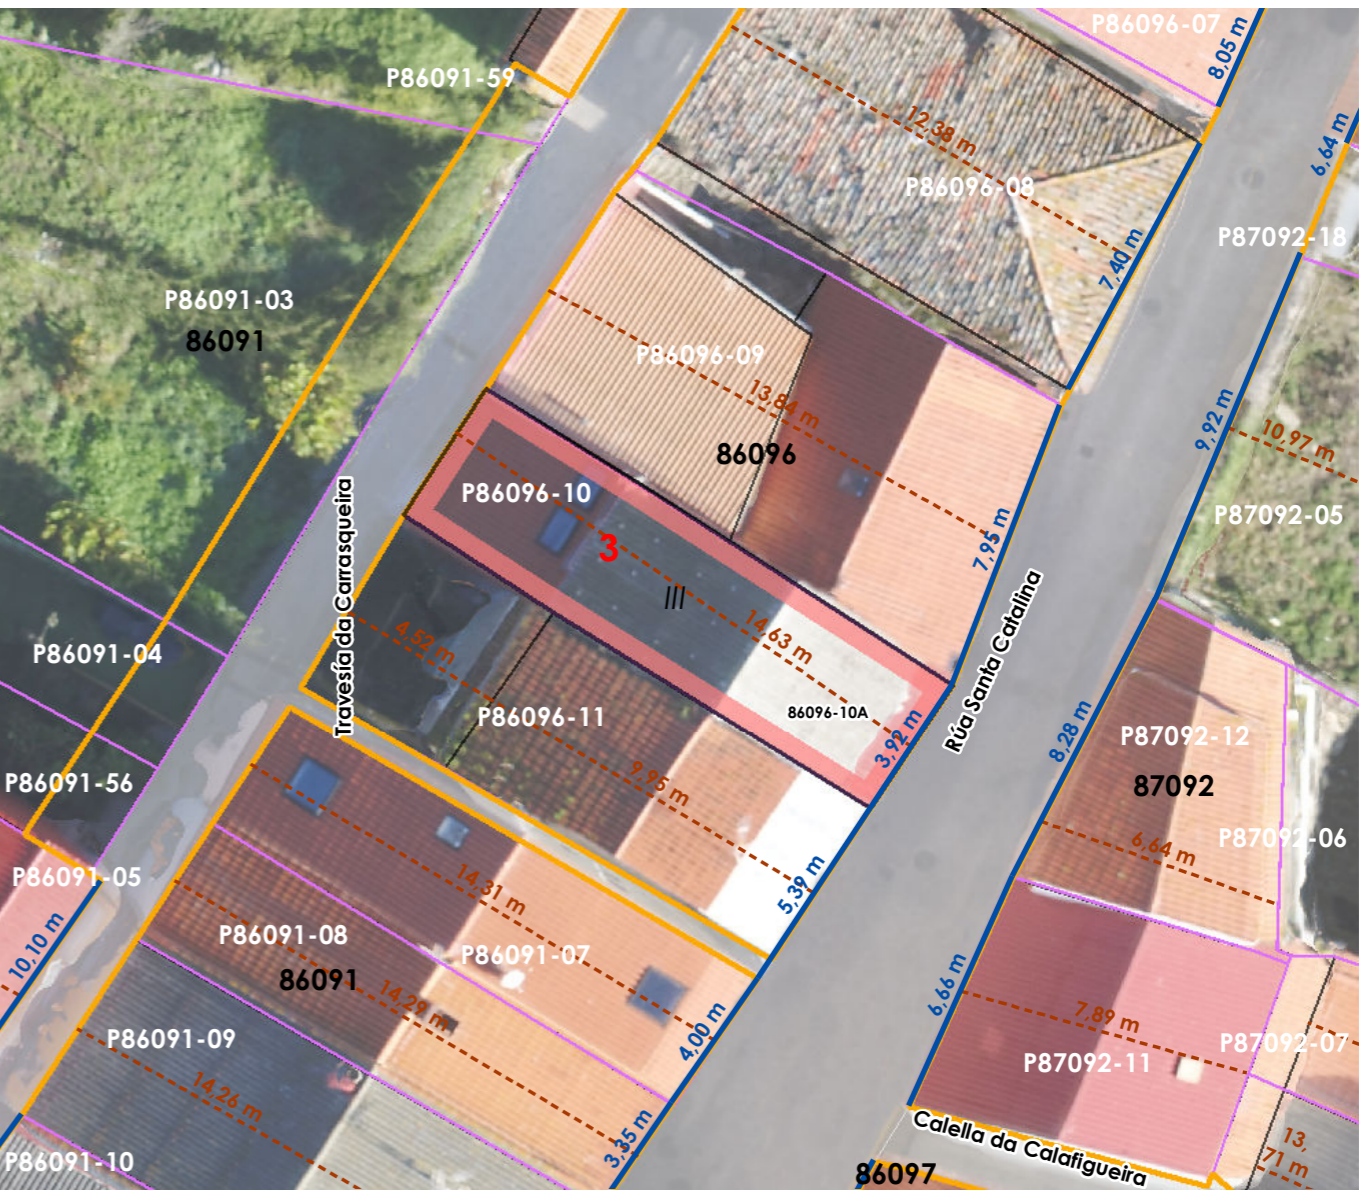 P86096-07
8,05 m
P86091-59
12,38 m
6,64 m
P86096-08
P87092-18
7,40 m
P86091-03
86091
P86096-09
13,84 m
9,92 m
10,97 m
86096
P86096-10
P87092-05
3
7,95 m
Travesía da Carrasqueira
III
14,63 m
Rúa Santa Catalina
4,52 m
P86091-04
86096-10A
P86096-11
3,92 m
8,28 m
P87092-12
P86091-56
9,95 m
87092
P87092-06
6,64 m
P86091-05
5,39 m
14,31 m
10,10 m
P86091-08
P86091-07
86091
14,29 m
6,66 m
4,00 m
7,89 m
P86091-09
P87092-07
P87092-11
14,26 m
3,35 m
Calella da Calafigueira
13,
71 m
P86091-10
86097